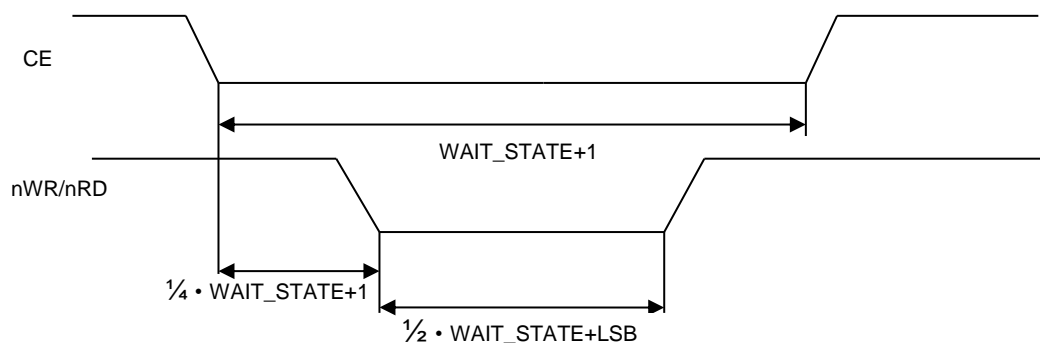 CE
WAIT_STATE+1
nWR/nRD
¼ • WAIT_STATE+1
½ • WAIT_STATE+LSB